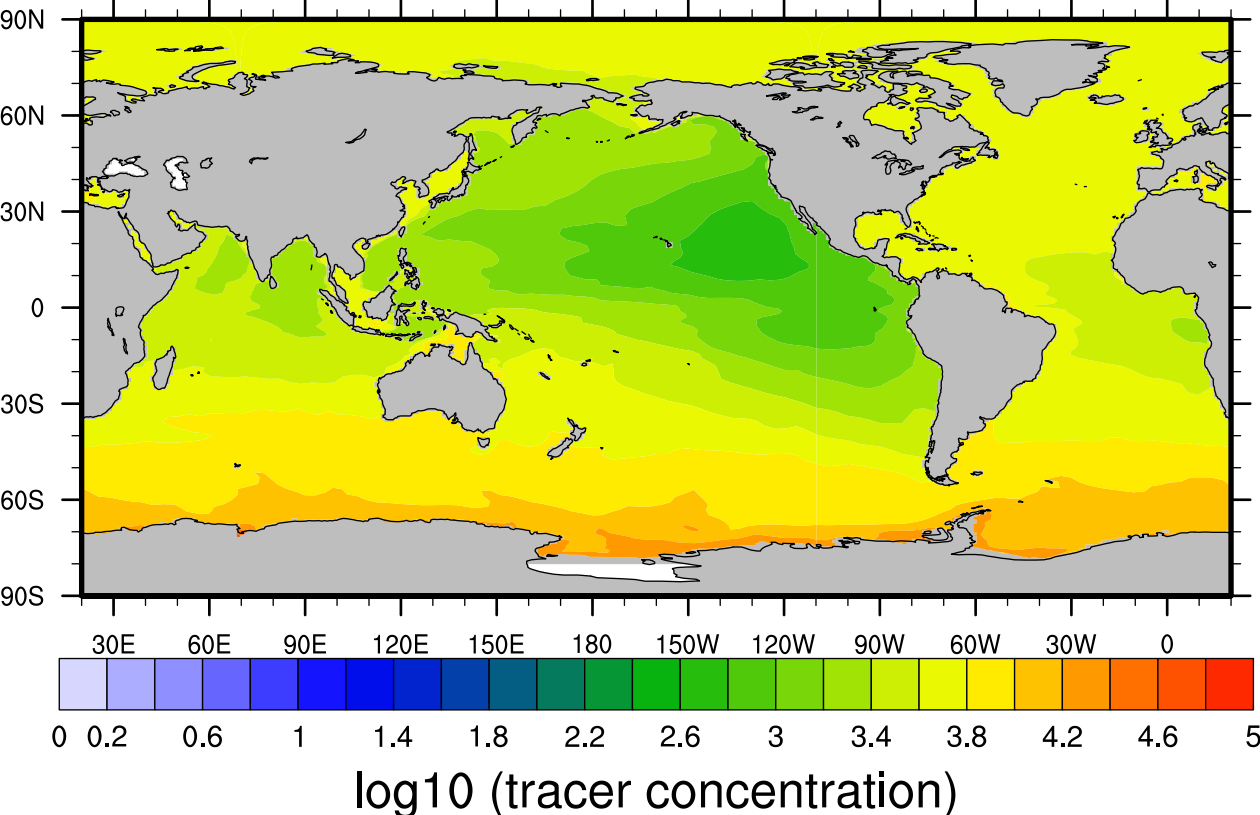 90N
60N
30N
0
30S
60S
90S
30E 60E 90E 120E 150E 180 150W 120W 90W 60W 30W 0
0 0.2 0.6 1 1.4 1.8 2.2 2.6 3 3.4 3.8 4.2 4.6 5
log10 (tracer concentration)